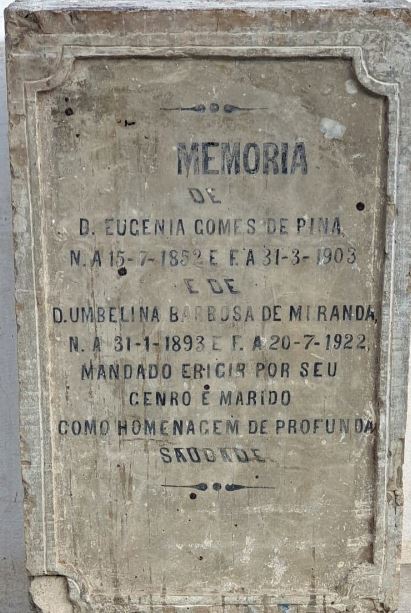 MEMORIA
DE
D. EUGENIA GOMES DE PINA
N. A 15-7-1852 E F. A 31-3-1903
E DE
D. UMBELINA BARBOSA DE MIRANDA,
N. A 31-1-1893 E F. A 20-7-1922,
MANDADO ERIGIR POR SEU
GENRO E MARIDO
COMO HOMENAGEM DE PROFUNDA
SAUDADE